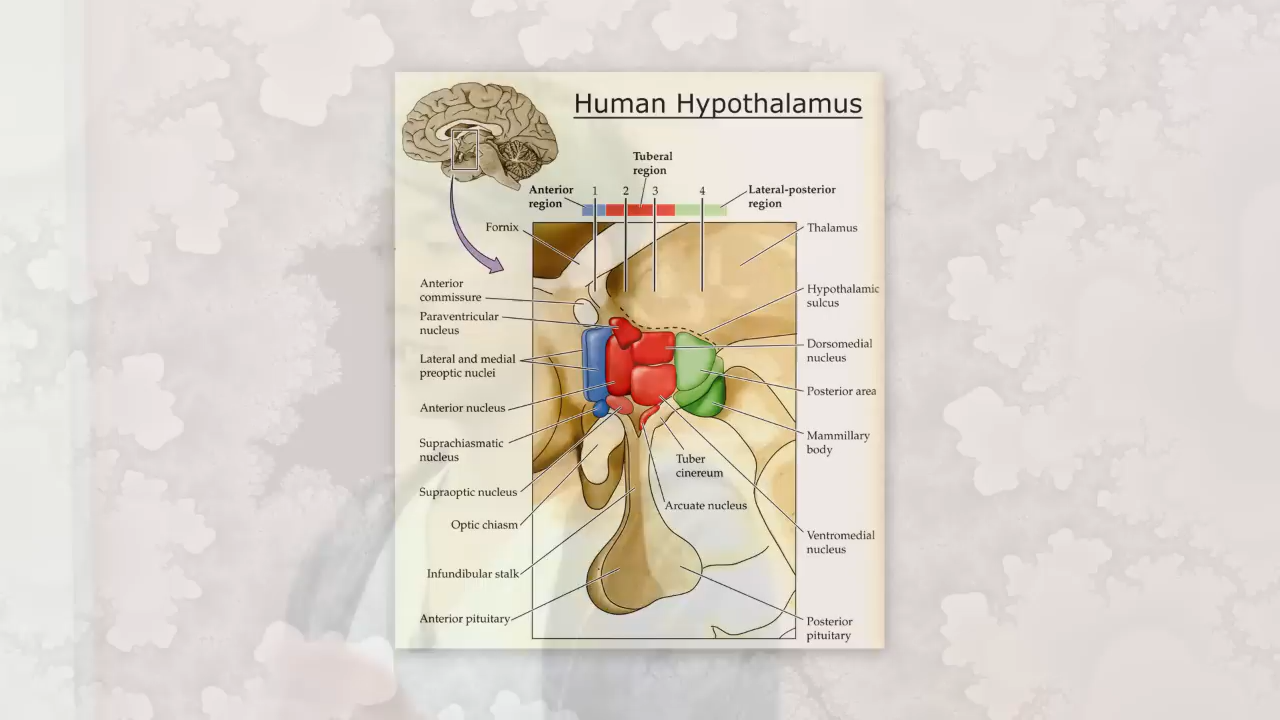 Human Hypothalamus
Tuberal
region
Anterior
region
1
2
3
4
Lateral-posterior
region
Fornix
Thalamus
Anterior
commissure
Hypothalamic
sulcus
Paraventricular
nucleus
Dorsomedial
nucleus
Lateral and medial
preoptic nuclei
Posterior area
Anterior nucleus
Suprachiasmatic
nucleus
Mammillary
body
Tuber
cinereum
Supraoptic nucleus
Arcuate nucleus
Optic chiasm
Ventromedial
nucleus
Infundibular stalk
Anterior pituitary
Posterior
pituitary